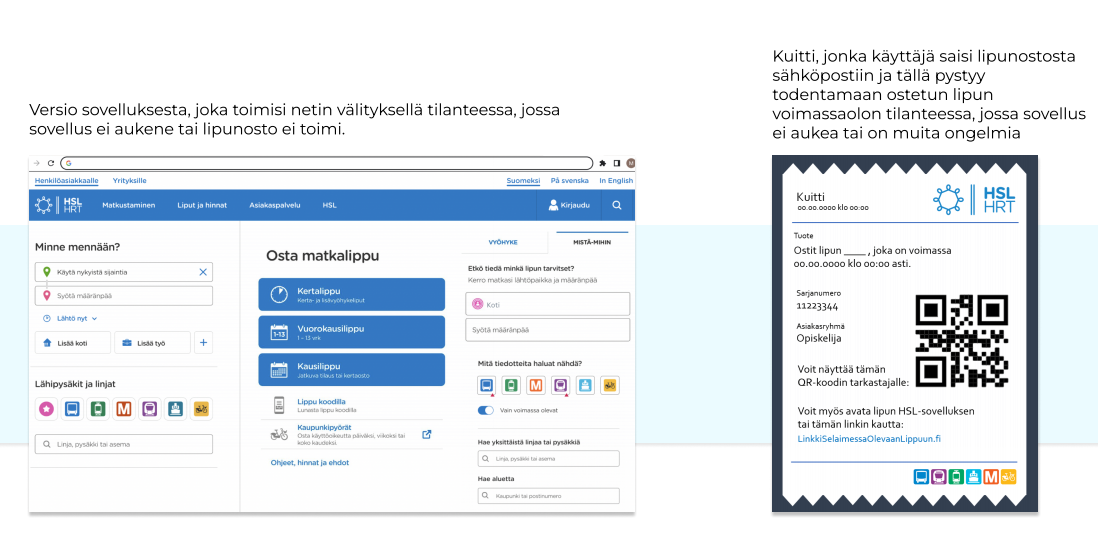 Versio sovelluksesta, joka toimisi netin välityksellä tilanteessa, jossa
sovellus ei aukene tai lipunosto ei toimi.
G
M
Henkilöasiakkaalle
Yrityksille
Suomeksi
På svenska
In English
HSL
HRT
Matkustaminen
Liput ja hinnat
Asiakaspalvelu
HSL
Kirjaudu
Minne mennään?
Käytä nykyistä sijaintia
Syötä määränpää
Lähtö nyt
Lisää koti
Lisää työ
+
Lähipysäkit ja linjat
M
Linja, pysäkki tai asema
Osta matkalippu
Kertalippu
Kerta- ja lisävyöhykeliput
1-13
Vuorokausilippu
1 – 13 vrk
Kausilippu
Jatkuva tilaus tai kertaosto
Lippu koodilla
Lunasta lippu koodilla
Kaupunkipyörät
Osta käyttöoikeutta päiväksi, viikoksi tai
koko kaudeksi.
Ohjeet, hinnat ja ehdot
VYÖHYKE
MISTÄ-MIHIN
Etkö tiedä minkä lipun tarvitset?
Kerro matkasi lähtöpaikka ja määränpää
Koti
Syötä määränpää
Mitä tiedotteita haluat nähdä?
M
Vain voimassa olevat
Hae yksittäistä linjaa tai pysäkkiä
Linja, pysäkki tai asema
Hae aluetta
Kaupunki tai postinumero
Kuitti, jonka käyttäjä saisi lipunostosta
sähköpostiin ja tällä pystyy
todentamaan ostetun lipun
voimassaolon tilanteessa, jossa sovellus
ei aukea tai on muita ongelmia
Kuitti
00.00.0000 klo 00:00
HSL
HRT
Tuote
Ostit lipun ____ , joka on voimassa
00.00.0000 klo 00:00 asti.
Sarjanumero
11223344
Asiakasryhmä
Opiskelija
Voit näyttää tämän
QR-koodin tarkastajalle:
Voit myös avata lipun HSL-sovelluksen
tai tämän linkin kautta:
LinkkiSelaimessaOlevaanLippuun.fi
M